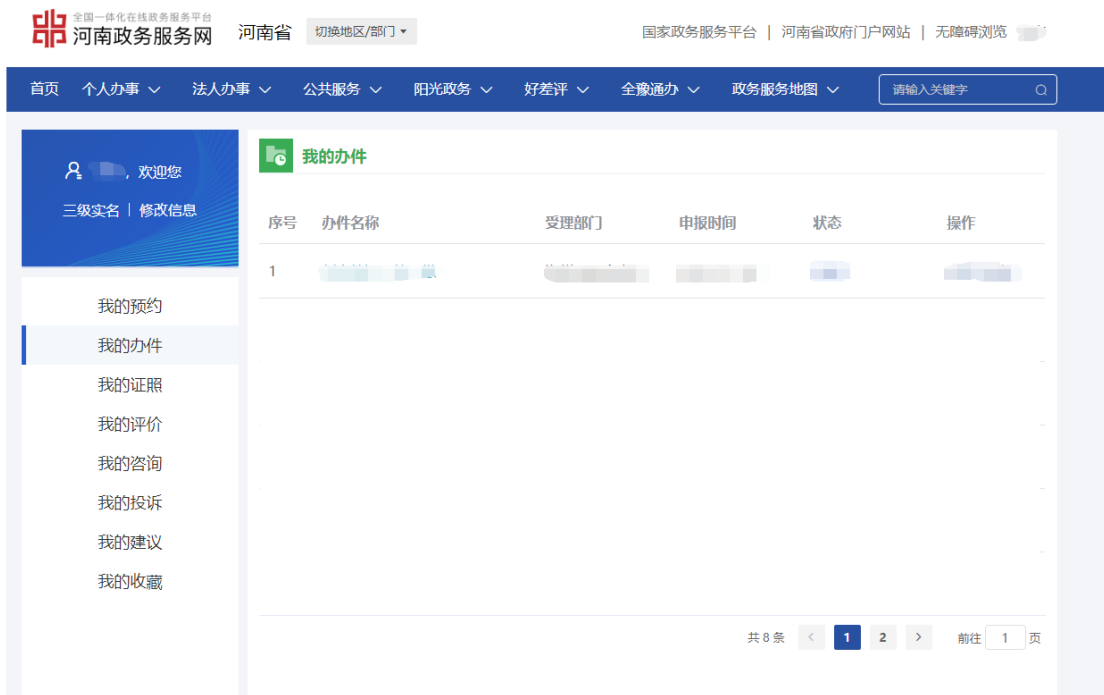 全国一体化在线政务服务平台
河南政务服务网 河南省 切换地区/部门 国家政务服务平台 | 河南省政府门户网站 | 无障碍浏览
首页 个人办事 法人办事 公共服务 阳光政务 好差评 全豫通办 政务服务地图 请输入关键字
，欢迎您
三级实名 | 修改信息
我的预约
我的办件
我的证照
我的评价
我的咨询
我的投诉
我的建议
我的收藏
我的办件
序号 办件名称 受理部门 申报时间 状态 操作
1
共 8 条 < 1 2 > 前往 1 页